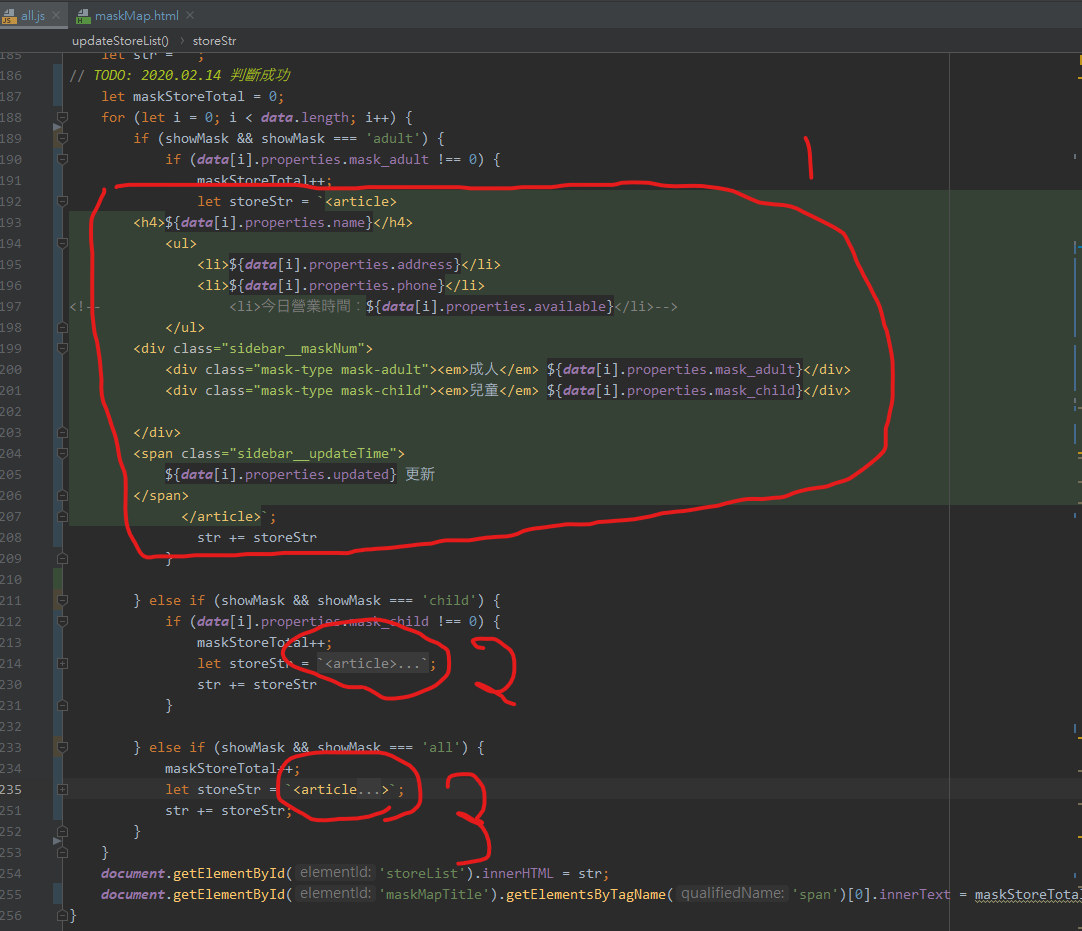 all.js
maskMap.html
updateStoreList()
storeStr
185 let str = '';
186 // TODO: 2020.02.14 判斷成功
187 let maskStoreTotal = 0;
188 for (let i = 0; i < data.length; i++) {
189 if (showMask && showMask === 'adult') {
190 if (data[i].properties.mask_adult !== 0) {
191 maskStoreTotal++;
192 let storeStr = `<article>
193 <h4>${data[i].properties.name}</h4>
194 <ul>
195 <li>${data[i].properties.address}</li>
196 <li>${data[i].properties.phone}</li>
197 <!-- <li>今日營業時間：${data[i].properties.available}</li>-->
198 </ul>
199 <div class="sidebar__maskNum">
200 <div class="mask-type mask-adult"><em>成人</em> ${data[i].properties.mask_adult}</div>
201 <div class="mask-type mask-child"><em>兒童</em> ${data[i].properties.mask_child}</div>
202
203 </div>
204 <span class="sidebar__updateTime">
205 ${data[i].properties.updated} 更新
206 </span>
207 </article>`;
208 str += storeStr
209 }
210
211 } else if (showMask && showMask === 'child') {
212 if (data[i].properties.mask_child !== 0) {
213 maskStoreTotal++;
214 let storeStr = `<article>...`;
230 str += storeStr
231 }
232
233 } else if (showMask && showMask === 'all') {
234 maskStoreTotal++;
235 let storeStr = `<article...>`;
251 str += storeStr;
252 }
253 }
254 document.getElementById( elementId: 'storeList').innerHTML = str;
255 document.getElementById( elementId: 'maskMapTitle').getElementsByTagName( qualifiedName: 'span')[0].innerText = maskStoreTotal
256 }
1
2
3